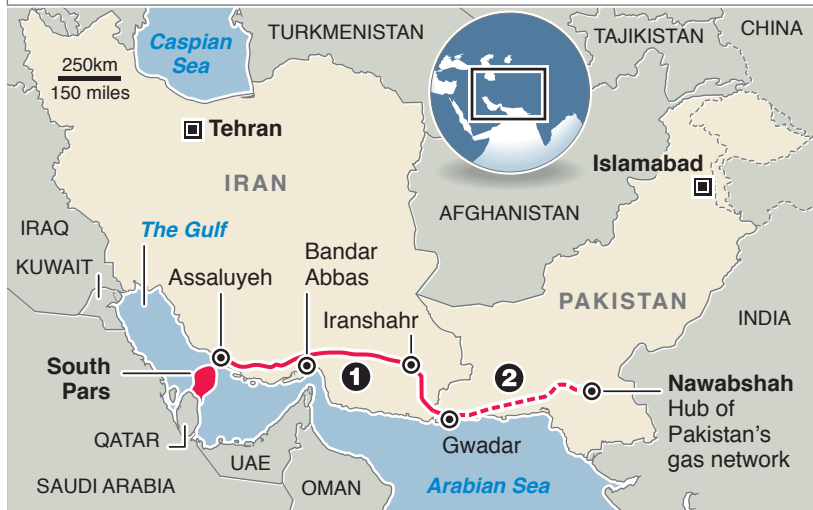 TURKMENISTAN
TAJIKISTAN
CHINA
Caspian
Sea
250km
150 miles
Tehran
Islamabad
IRAN
AFGHANISTAN
IRAQ
The Gulf
KUWAIT
Assaluyeh
Bandar
Abbas
PAKISTAN
Iranshahr
INDIA
South
Pars
1
2
Nawabshah
Hub of
Pakistan's
gas network
QATAR
Gwadar
UAE
SAUDI ARABIA
OMAN
Arabian Sea